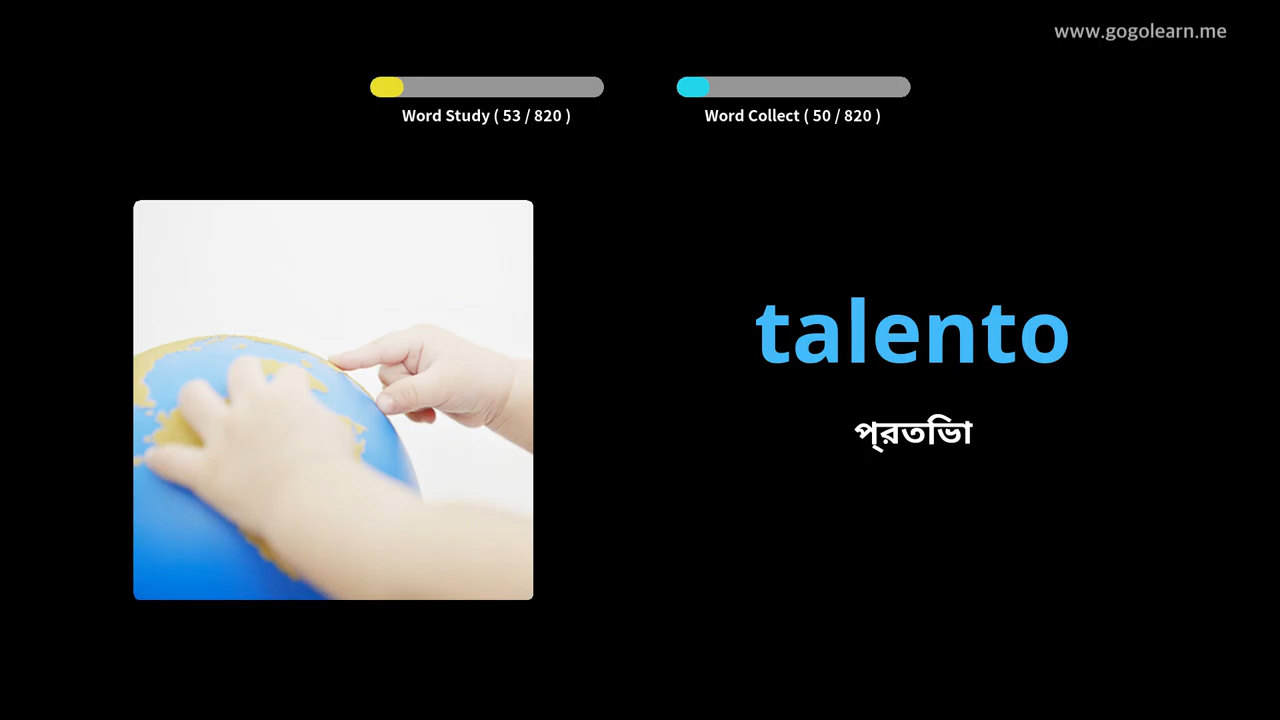 www.gogolearn.me
Word Study ( 53 / 820 )
Word Collect ( 50 / 820 )
talento
প্রতিভা